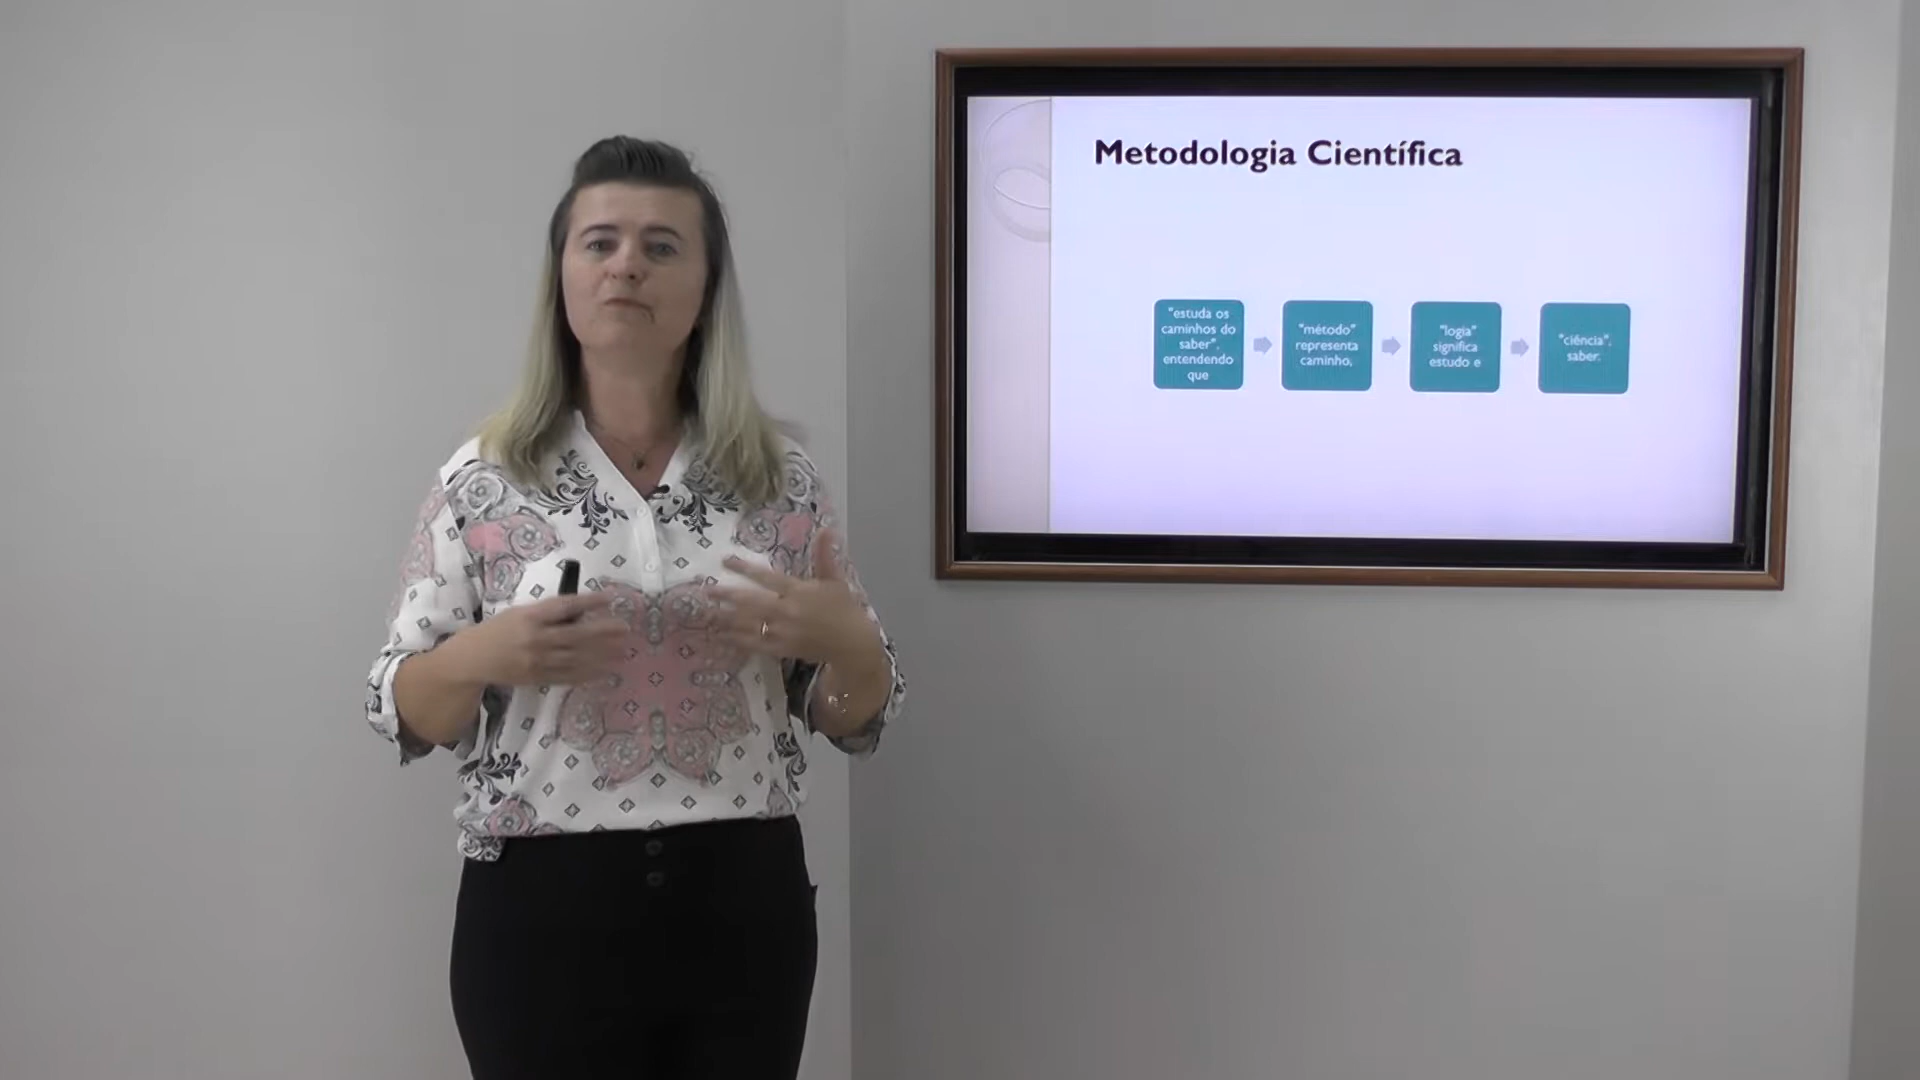 Metodologia Científica
"estuda os
caminhos do
saber",
entendendo
que
"método"
representa
caminho,
"logia"
significa
estudo e
"ciência",
saber.